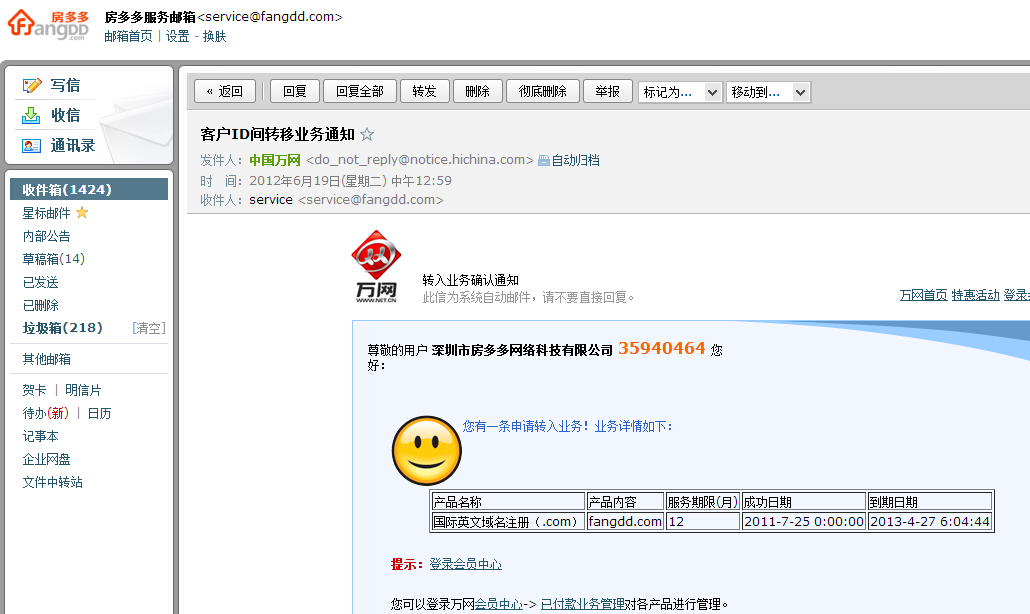 房多多
Fangdd
.com
房多多服务邮箱<service@fangdd.com>
邮箱首页 | 设置 - 换肤
写信
收信
通讯录
收件箱(1424)
星标邮件
内部公告
草稿箱(14)
已发送
已删除
垃圾箱(218) [清空]
其他邮箱
贺卡 | 明信片
待办(新) | 日历
记事本
企业网盘
文件中转站
« 返回 回复 回复全部 转发 删除 彻底删除 举报 标记为... 移动到...
客户ID间转移业务通知
发件人：中国万网 <do_not_reply@notice.hichina.com> 自动归档
时 间：2012年6月19日(星期二) 中午12:59
收件人：service <service@fangdd.com>
万网
WWW.NET.CN
转入业务确认通知
此信为系统自动邮件，请不要直接回复。
万网首页 特惠活动 登录
尊敬的用户 深圳市房多多网络科技有限公司 35940464 您
好：
您有一条申请转入业务！业务详情如下：
产品名称 产品内容 服务期限(月) 成功日期 到期日期
国际英文域名注册（.com） fangdd.com 12 2011-7-25 0:00:00 2013-4-27 6:04:44
提示：登录会员中心
您可以登录万网会员中心-> 已付款业务管理对各产品进行管理。